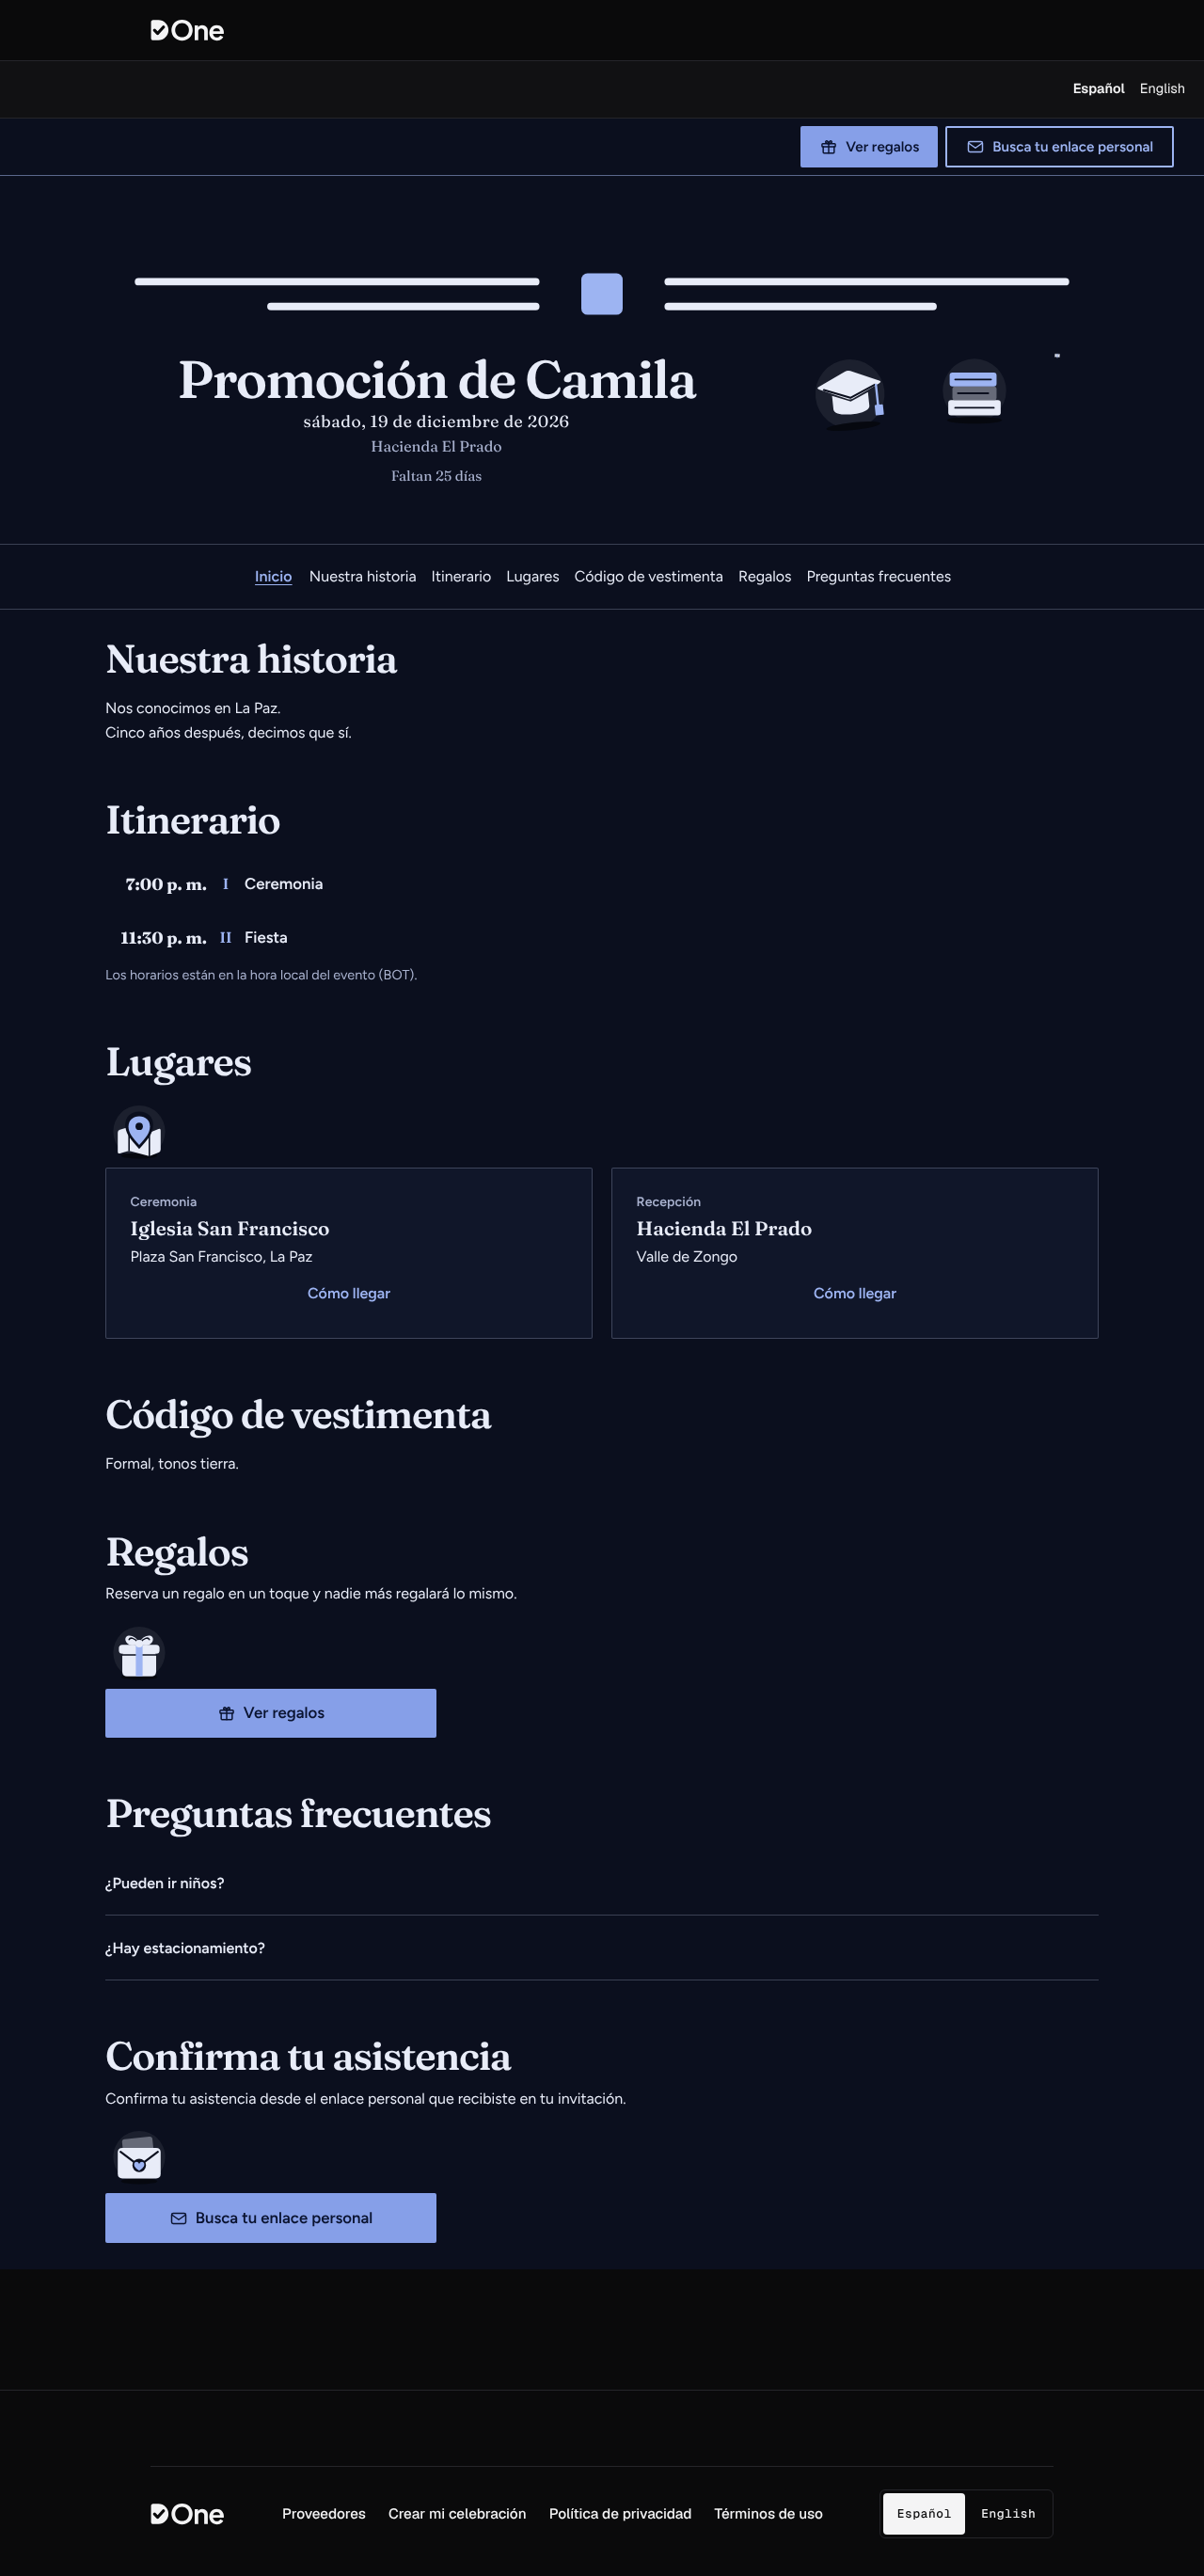 One
Español English
Ver regalos
Busca tu enlace personal
Promoción de Camila
sábado, 19 de diciembre de 2026
Hacienda El Prado
Faltan 25 días
Inicio Nuestra historia Itinerario Lugares Código de vestimenta Regalos Preguntas frecuentes
Nuestra historia
Nos conocimos en La Paz.
Cinco años después, decimos que sí.
Itinerario
7:00 p. m. I Ceremonia
11:30 p. m. II Fiesta
Los horarios están en la hora local del evento (BOT).
Lugares
Ceremonia
Iglesia San Francisco
Plaza San Francisco, La Paz
Cómo llegar
Recepción
Hacienda El Prado
Valle de Zongo
Cómo llegar
Código de vestimenta
Formal, tonos tierra.
Regalos
Reserva un regalo en un toque y nadie más regalará lo mismo.
Ver regalos
Preguntas frecuentes
¿Pueden ir niños?
¿Hay estacionamiento?
Confirma tu asistencia
Confirma tu asistencia desde el enlace personal que recibiste en tu invitación.
Busca tu enlace personal
One
Proveedores Crear mi celebración Política de privacidad Términos de uso
Español English